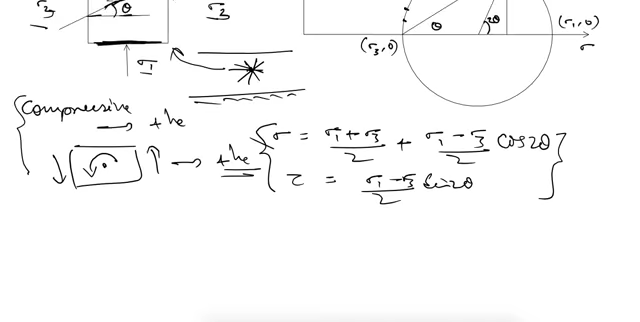 σ3 θ σ3
σ1
(σ3, 0) θ 2θ (σ1, 0)
σ
Compressive
→ +ve
↓ ↑ → +ve
σ = σ1+σ3/2 + σ1-σ3/2 cos2θ
τ = σ1-σ3/2 sin2θ